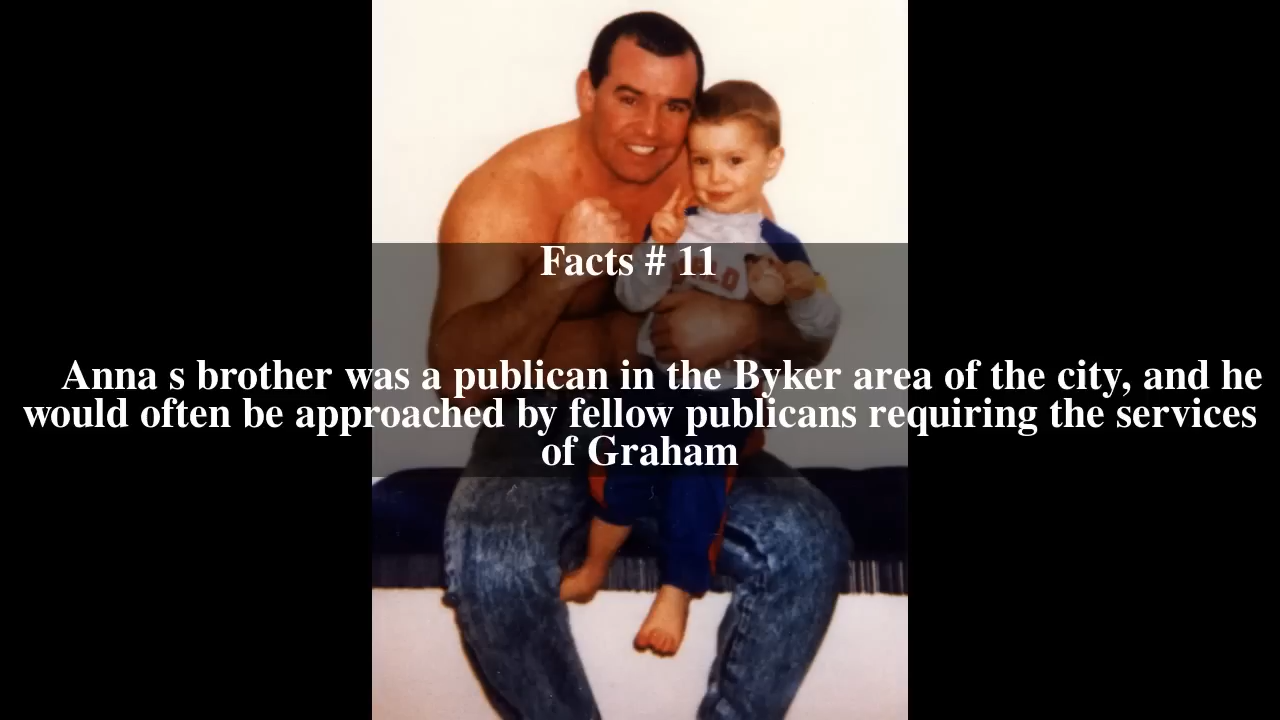 Facts # 11
Anna s brother was a publican in the Byker area of the city, and he
would often be approached by fellow publicans requiring the services
of Graham